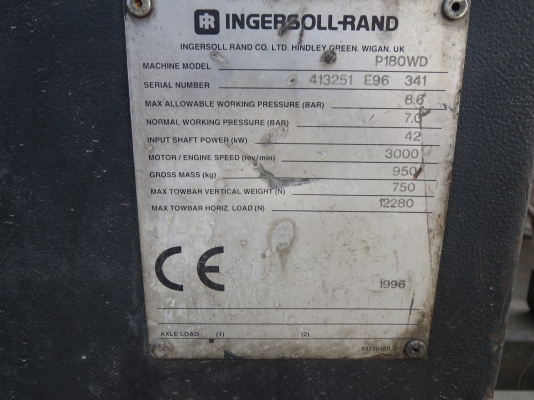 IR INGERSOLL-RAND
INGERSOLL RAND CO. LTD. HINDLEY GREEN. WIGAN. UK
MACHINE MODEL P180WD
SERIAL NUMBER 413251 E96 341
MAX ALLOWABLE WORKING PRESSURE (BAR) 8.6
NORMAL WORKING PRESSURE (BAR) 7.0
INPUT SHAFT POWER (kW) 42
MOTOR / ENGINE SPEED (rev/min) 3000
GROSS MASS (kg) 950
MAX TOWBAR VERTICAL WEIGHT (N) 750
MAX TOWBAR HORIZ. LOAD (N) 12280
CE 1996
AXLE LOAD (1) (2)